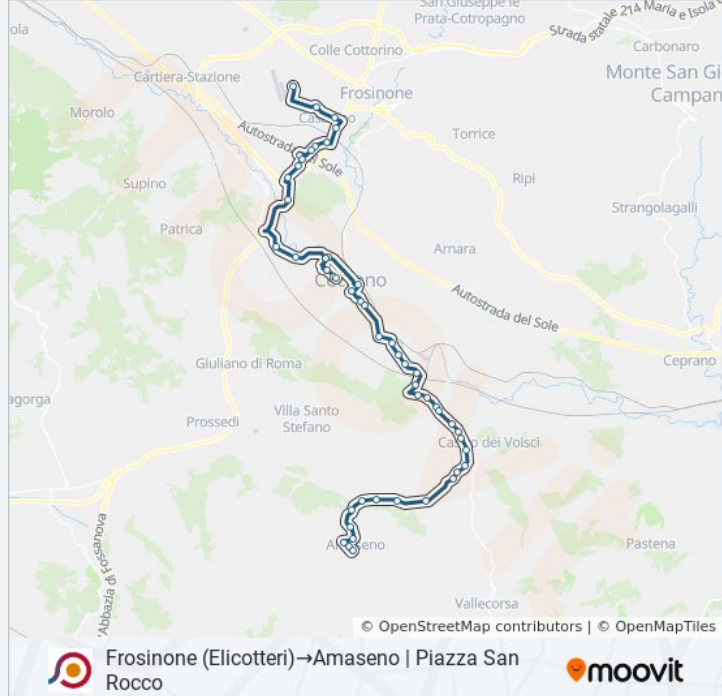 San Giuseppe le
Prata-Cotropagno
Strada statale 214 Maria e Isola
ola
Colle Cottorino
Carbonaro
Cartiera-Stazione
Monte San Gi
Campan
Frosinone
Morolo
Autostrada del Sole
Torrice
Supino
Ripi
Strangolagalli
Patrica
Arnara
Autostrada del Sole
Ceprano
Giuliano di Roma
agorga
Prossedi
Villa Santo
Stefano
dei Volsci
'Abbazia di Fossanova
Pastena
Vallecorsa
© OpenStreetMap contributors | © OpenMapTiles
Frosinone (Elicotteri)→Amaseno | Piazza San
Rocco
moovit